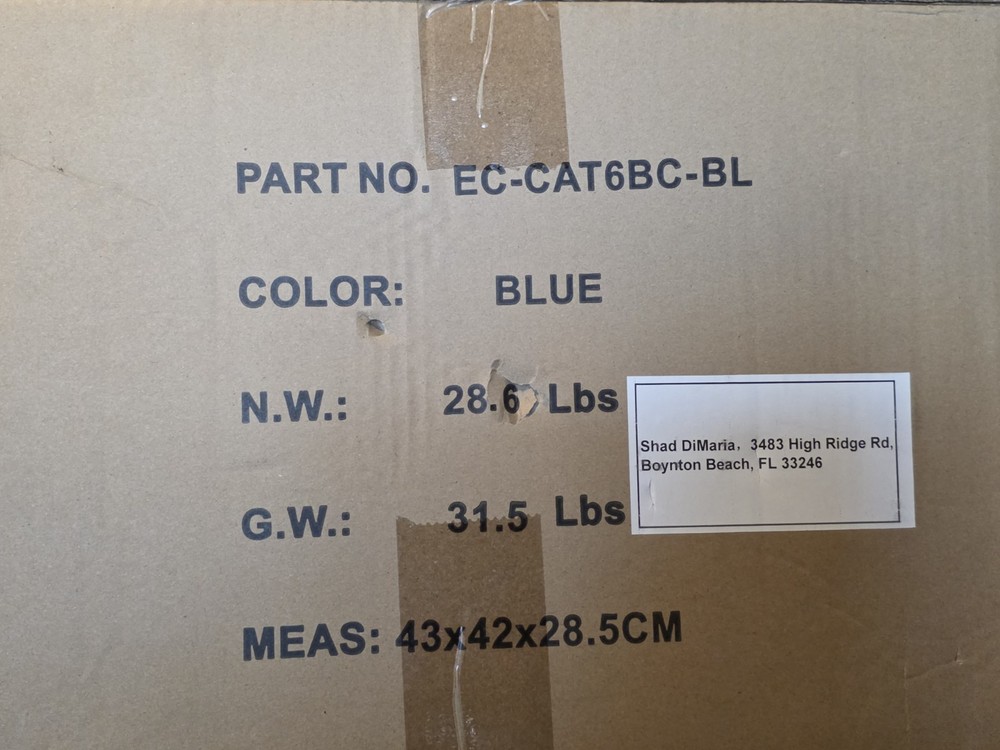 PART NO. EC-CAT6BC-BL
COLOR: BLUE
N.W.: 28.6 Lbs
Shad DiMaria, 3483 High Ridge Rd,
Boynton Beach, FL 33246
G.W.: 31.5 Lbs
MEAS: 43x42x28.5CM